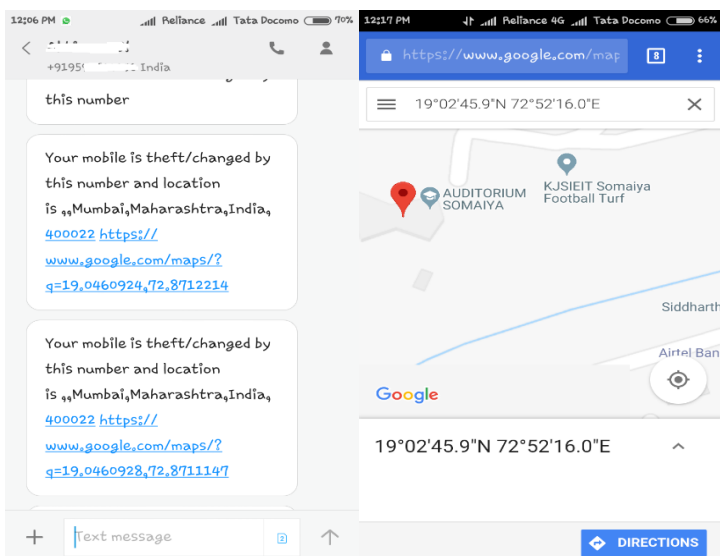 12:06 PM
Reliance
Tata Docomo
70%
India
this number
Your mobile is theft/changed by
this number and location
is ,,Mumbai,Maharashtra,India,
400022 https://
www.google.com/maps/?
q=19.0460924,72.8712214
Your mobile is theft/changed by
this number and location
is ,,Mumbai,Maharashtra,India,
400022 https://
www.google.com/maps/?
q=19.0460928,72.8711147
Text message
2
12:17 PM
Reliance 4G
Tata Docomo
66%
https://www.google.com/map
8
19°02'45.9"N 72°52'16.0"E
AUDITORIUM
SOMAIYA
KJSIEIT Somaiya
Football Turf
Siddharth
Airtel Ban
Google
19°02'45.9"N 72°52'16.0"E
DIRECTIONS